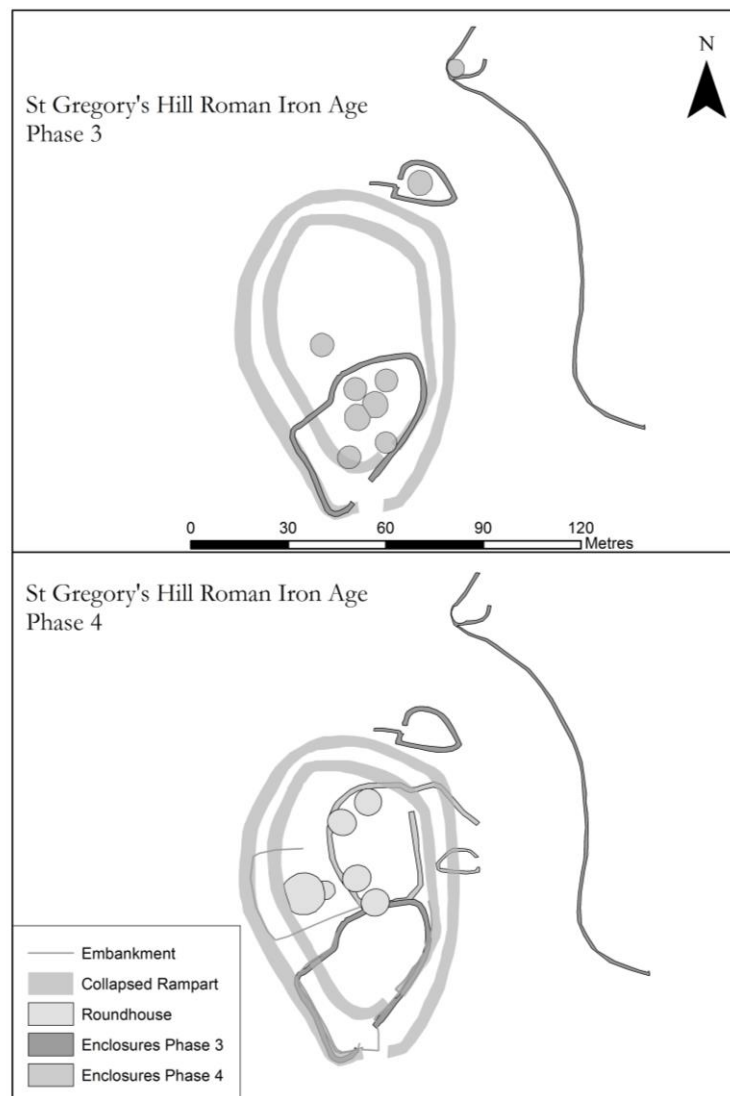 St Gregory's Hill Roman Iron Age
Phase 3
N
0 30 60 90 120
Metres
St Gregory's Hill Roman Iron Age
Phase 4
Embankment
Collapsed Rampart
Roundhouse
Enclosures Phase 3
Enclosures Phase 4